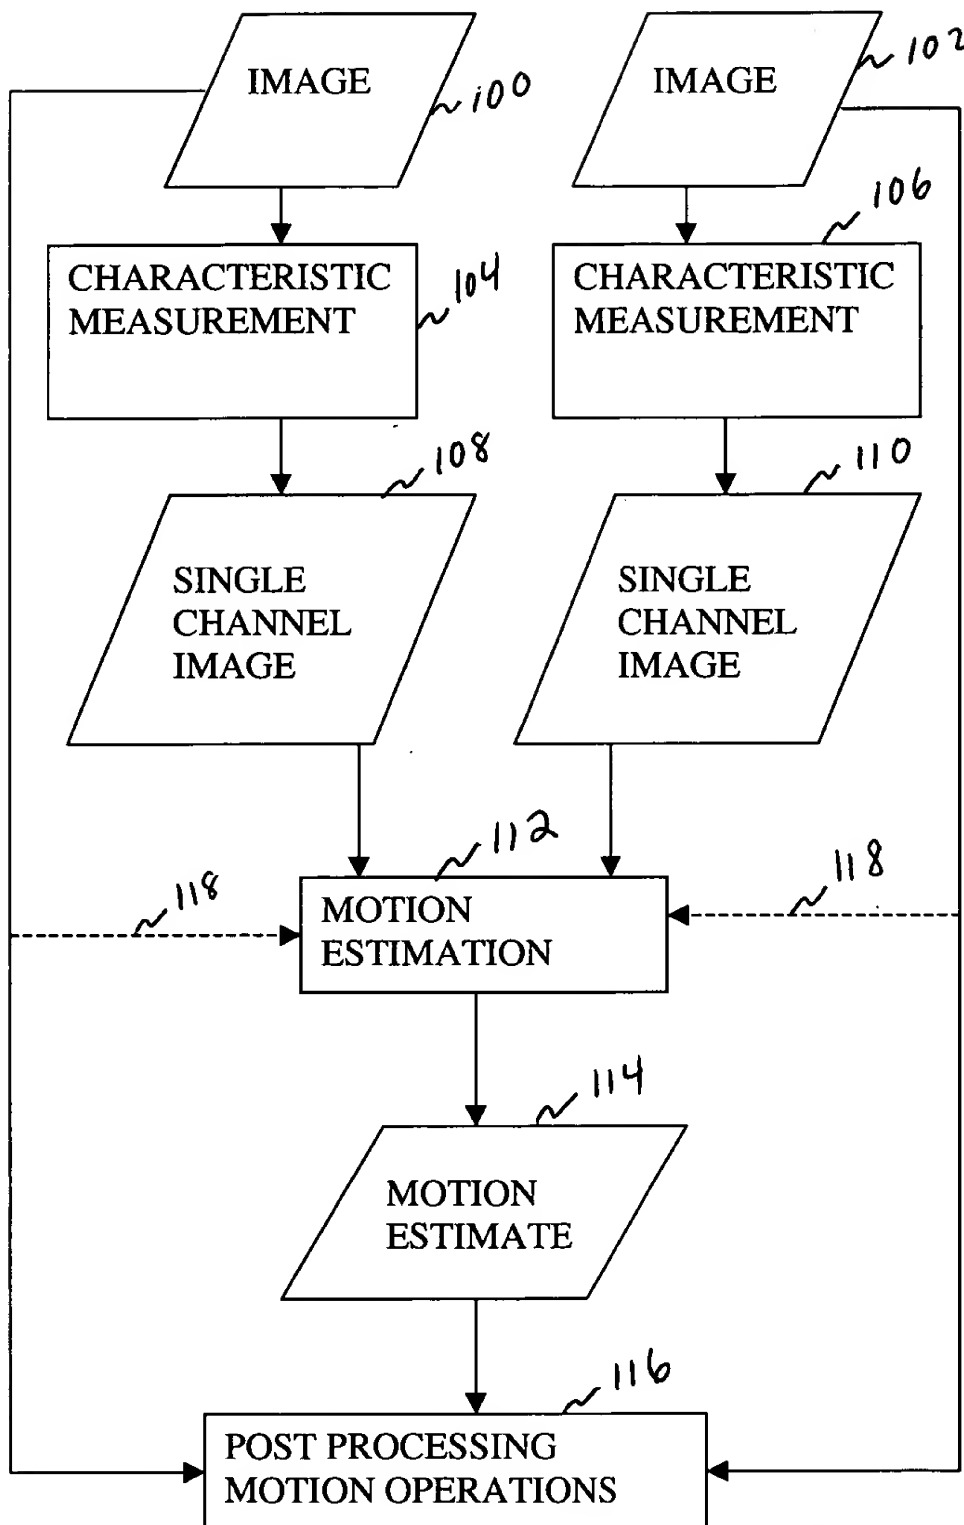 IMAGE
100
IMAGE
102
CHARACTERISTIC
MEASUREMENT
104
CHARACTERISTIC
MEASUREMENT
106
SINGLE
CHANNEL
IMAGE
108
SINGLE
CHANNEL
IMAGE
110
112
118
MOTION
ESTIMATION
118
114
MOTION
ESTIMATE
116
POST PROCESSING
MOTION OPERATIONS